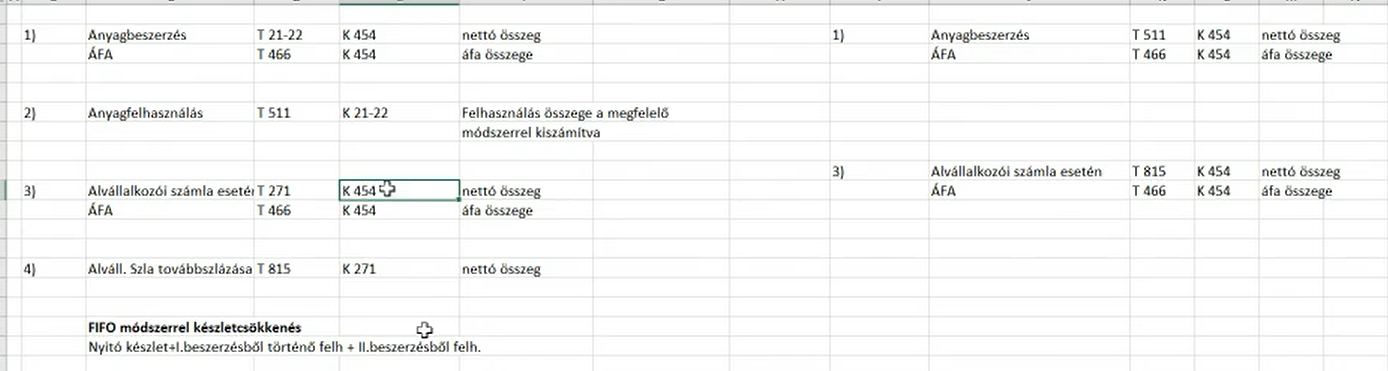 1) Anyagbeszerzés T 21-22 K 454 nettó összeg 1) Anyagbeszerzés T 511 K 454 nettó összeg
ÁFA T 466 K 454 áfa összege ÁFA T 466 K 454 áfa összege
2) Anyagfelhasználás T 511 K 21-22 Felhasználás összege a megfelelő
módszerrel kiszámítva
3) Alvállalkozói számla esetén T 815 K 454 nettó összeg
3) Alvállalkozói számla esetér T 271 K 454 nettó összeg ÁFA T 466 K 454 áfa összege
ÁFA T 466 K 454 áfa összege
4) Alváll. Szla továbbszlázása T 815 K 271 nettó összeg
FIFO módszerrel készletcsökkenés
Nyitó készlet+I.beszerzésből történő felh + II.beszerzésből felh.